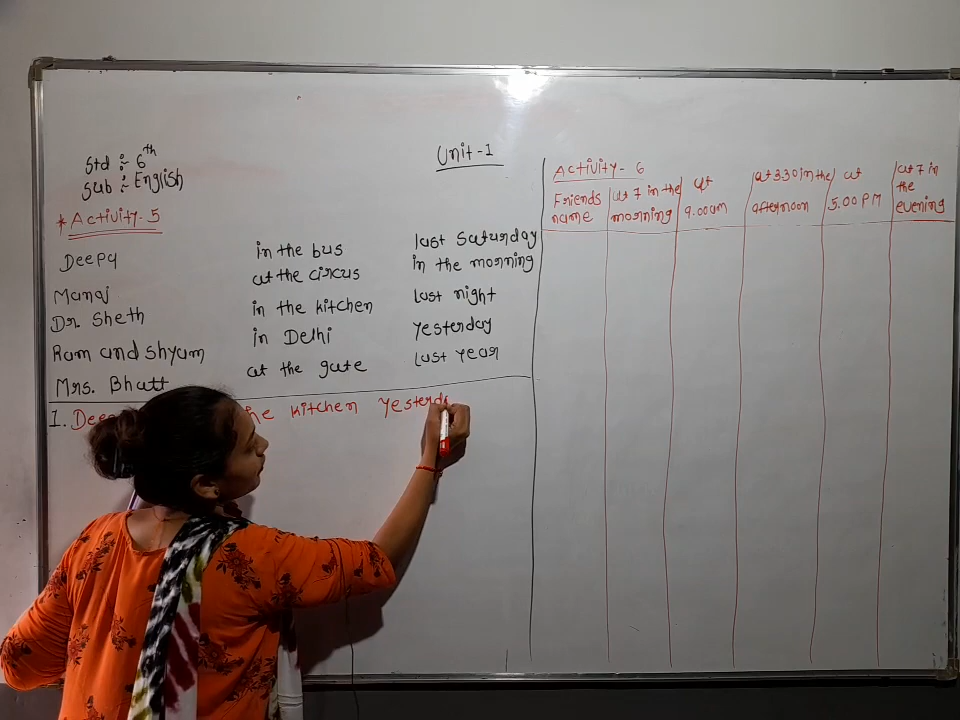 Std :- 6th
Sub :- English
Unit-1
* Activity-5
Deepa
Manoj
Dr. Sheth
Ram and Shyam
Mrs. Bhatt
in the bus
at the circus
in the kitchen
in Delhi
at the gate
last Saturday
in the morning
last night
Yesterday
last year
1. Deep he kitchen Yesterd
Activity-6
Friends name
at 7 in the morning
at 9.00am
at 3.30 in the afternoon
at 5.00 PM
at 7 in the evening